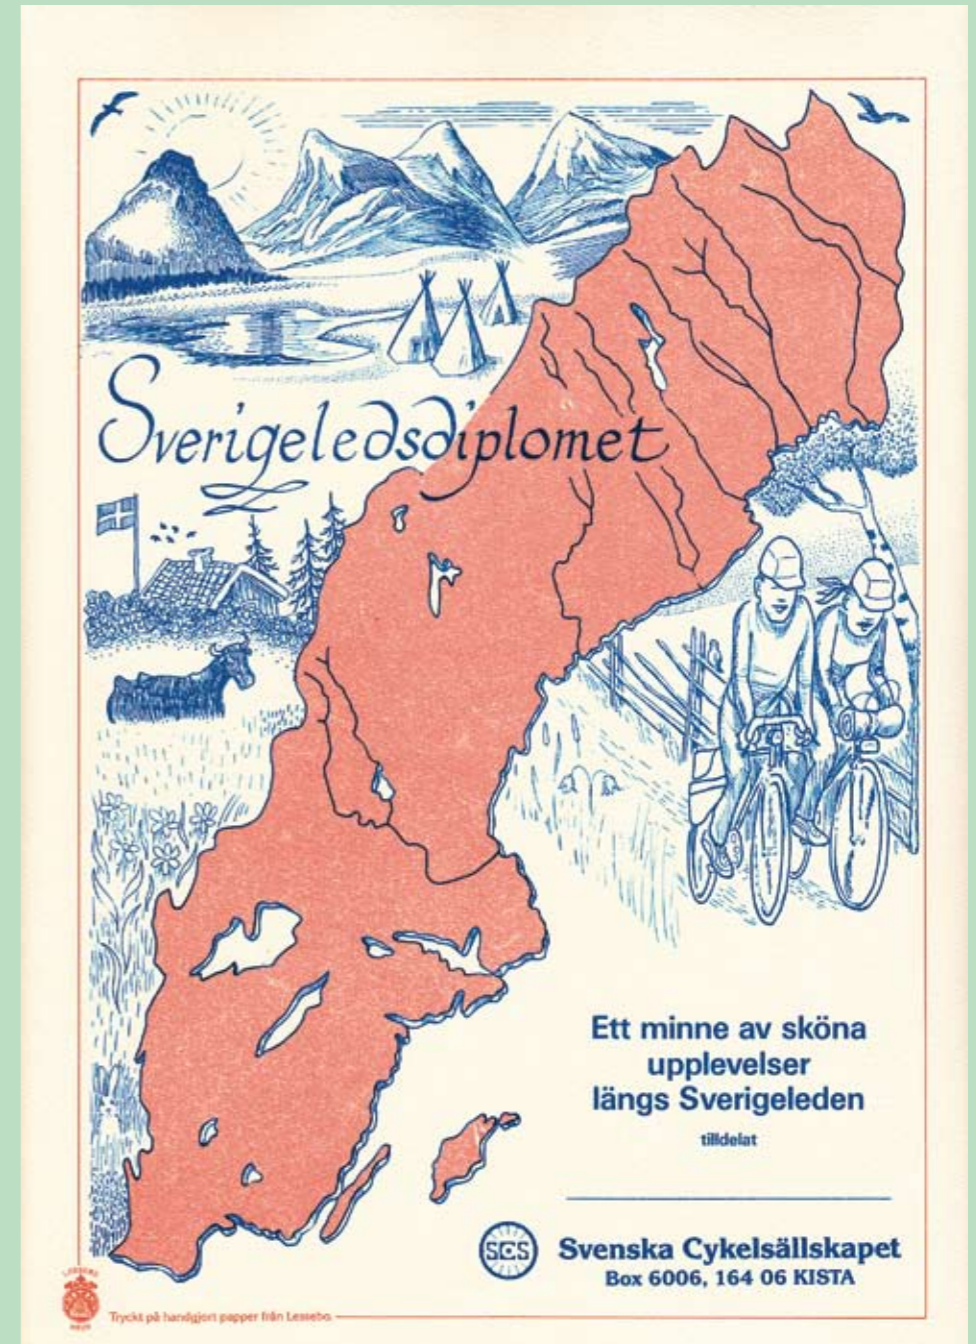 Sverigeledsdiplomet
Ett minne av sköna
upplevelser
längs Sverigeleden
tilldelat
SCS
Svenska Cykelsällskapet
Box 6006, 164 06 KISTA
LESSEBO
Tryckt på handgjort papper från Lessebo.